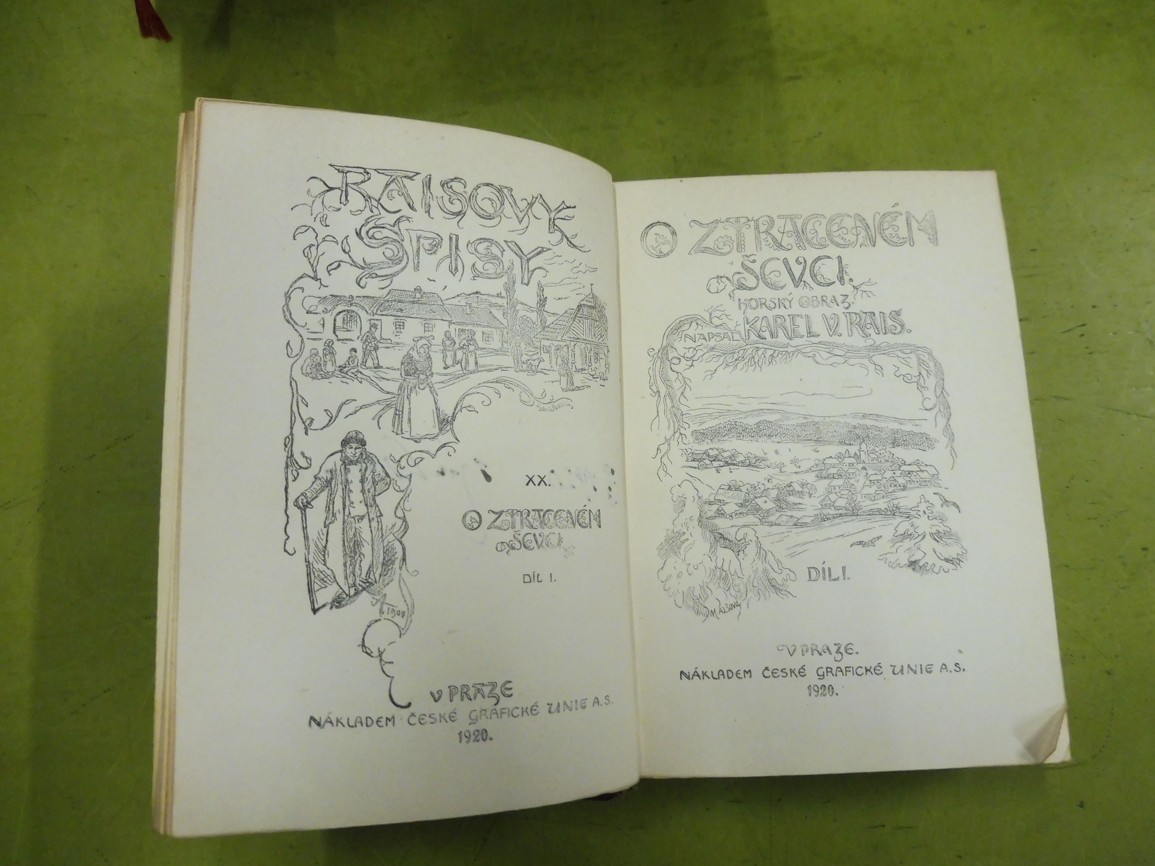 RAISOVY
SPISY
XX.
O ZTRACENÉM
ŠEVCI.
DÍL I.
1908
V PRAZE
NÁKLADEM ČESKÉ GRAFICKÉ UNIE A.S.
1920.
O ZTRACENÉM
ŠEVCI.
HORSKÝ OBRAZ.
NAPSAL KAREL V. RAIS.
DÍL I.
V PRAZE.
NÁKLADEM ČESKÉ GRAFICKÉ UNIE A.S.
1920.